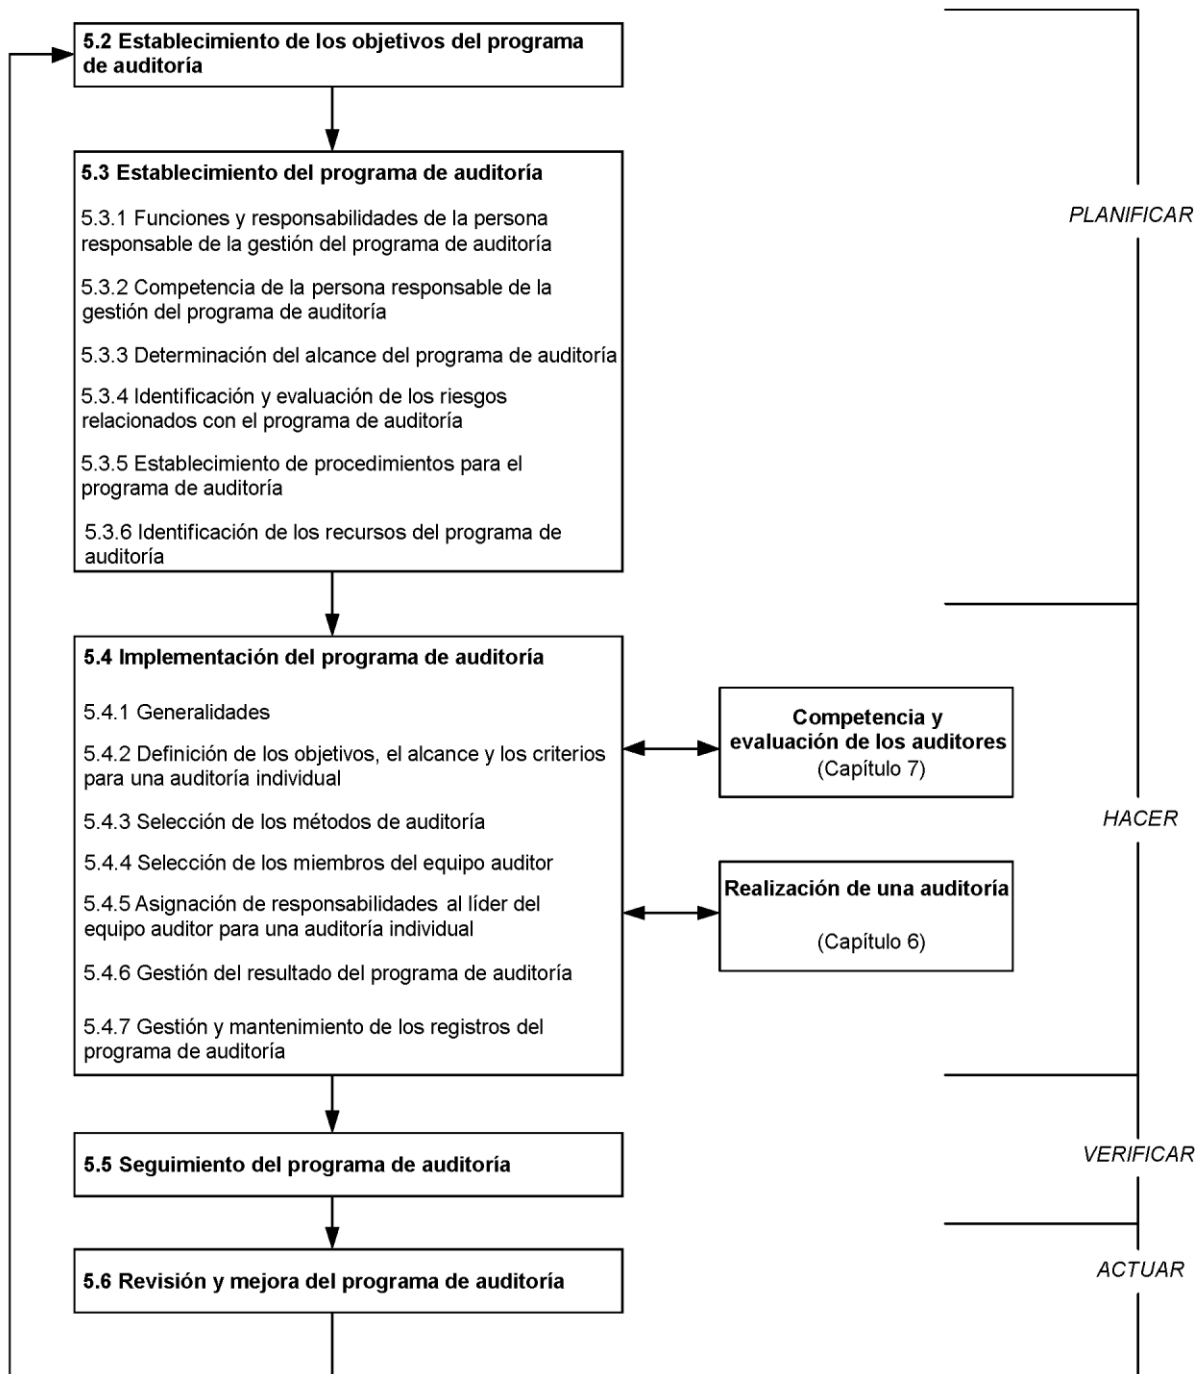 5.2 Establecimiento de los objetivos del programa
de auditoría
5.3 Establecimiento del programa de auditoría
5.3.1 Funciones y responsabilidades de la persona
responsable de la gestión del programa de auditoría
5.3.2 Competencia de la persona responsable de la
gestión del programa de auditoría
5.3.3 Determinación del alcance del programa de auditoría
5.3.4 Identificación y evaluación de los riesgos
relacionados con el programa de auditoría
5.3.5 Establecimiento de procedimientos para el
programa de auditoría
5.3.6 Identificación de los recursos del programa de
auditoría
PLANIFICAR
5.4 Implementación del programa de auditoría
5.4.1 Generalidades
5.4.2 Definición de los objetivos, el alcance y los criterios
para una auditoría individual
5.4.3 Selección de los métodos de auditoría
5.4.4 Selección de los miembros del equipo auditor
5.4.5 Asignación de responsabilidades al líder del
equipo auditor para una auditoría individual
5.4.6 Gestión del resultado del programa de auditoría
5.4.7 Gestión y mantenimiento de los registros del
programa de auditoría
Competencia y
evaluación de los auditores
(Capítulo 7)
Realización de una auditoría
(Capítulo 6)
HACER
5.5 Seguimiento del programa de auditoría
VERIFICAR
5.6 Revisión y mejora del programa de auditoría
ACTUAR